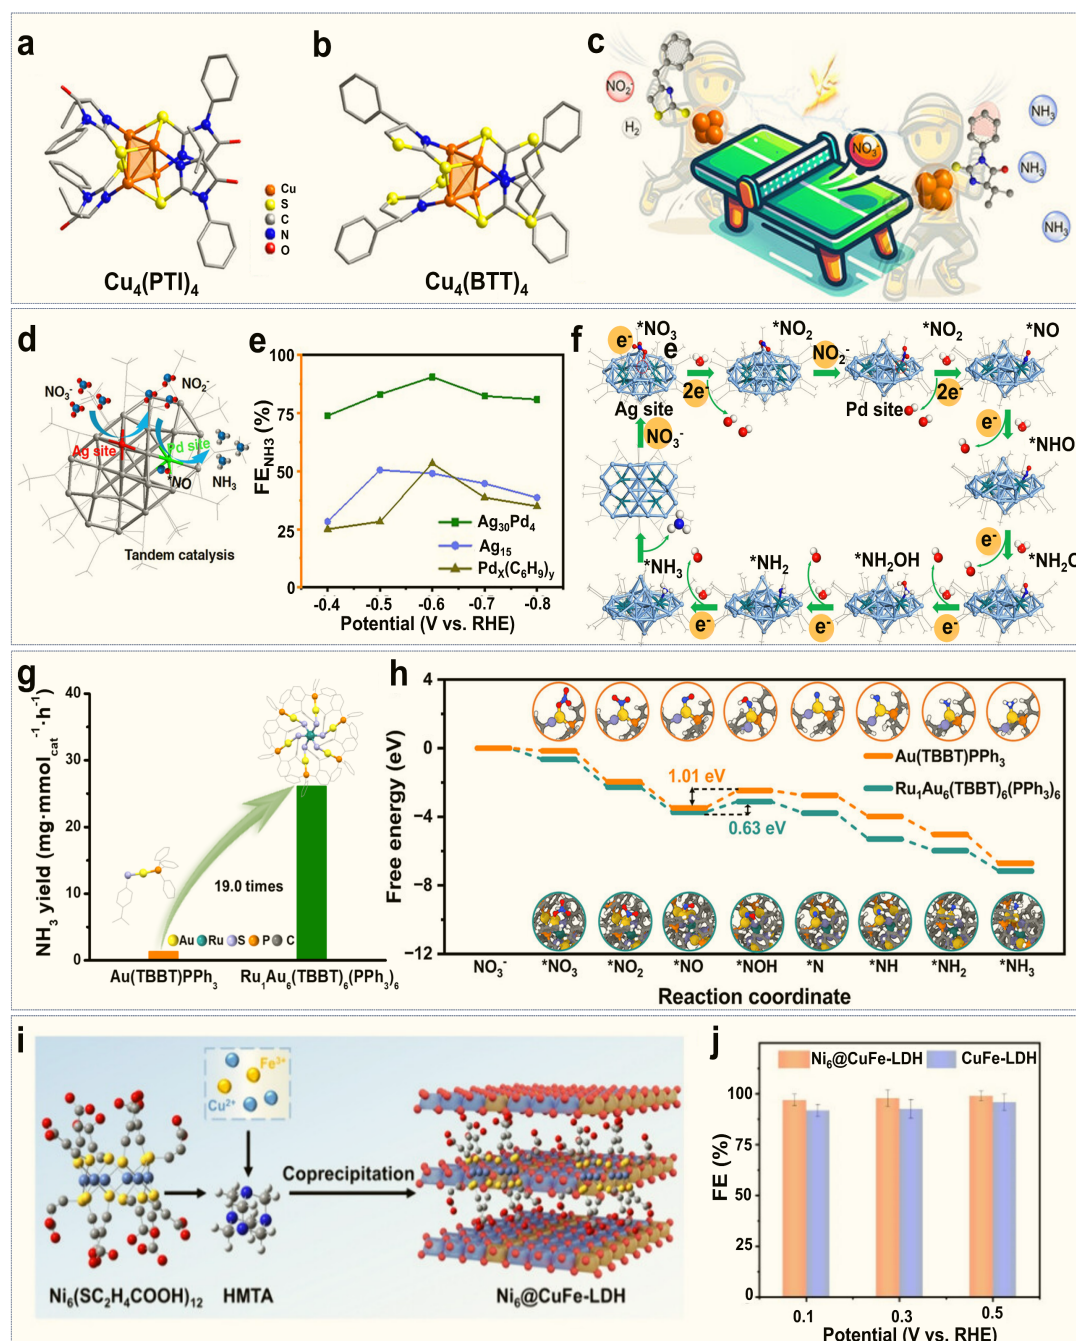 a
Cu
S
C
N
O
Cu₄(PTI)₄
b
Cu₄(BTT)₄
c
NO₂⁻
H₂
NO₃⁻
NH₃
NH₃
NH₃
d
NO₃⁻
NO₂⁻
Ag site
Pd site
*NO
NH₃
Tandem catalysis
e
FE_NH3 (%)
100
75
50
25
0
Ag₃₀Pd₄
Ag₁₅
Pd_X(C₆H₉)_y
-0.4 -0.5 -0.6 -0.7 -0.8
Potential (V vs. RHE)
f
*NO₃ *NO₂ *NO₂ *NO
e⁻ e
NO₂⁻
2e⁻ 2e⁻
Ag site
Pd site
NO₃⁻
e⁻
*NHO
e⁻
*NH₃ *NH₂ *NH₂OH *NH₂O
e⁻ e⁻ e⁻
g
NH₃ yield (mg·mmol_cat⁻¹·h⁻¹)
40
30
20
10
0
19.0 times
Au Ru S P C
Au(TBBT)PPh₃ Ru₁Au₆(TBBT)₆(PPh₃)₆
h
Free energy (eV)
4
0
−4
−8
−12
Au(TBBT)PPh₃
Ru₁Au₆(TBBT)₆(PPh₃)₆
1.01 eV
0.63 eV
NO₃⁻ *NO₃ *NO₂ *NO *NOH *N *NH *NH₂ *NH₃
Reaction coordinate
i
Fe³⁺
Cu²⁺
Coprecipitation
Ni₆(SC₂H₄COOH)₁₂ HMTA Ni₆@CuFe-LDH
j
Ni₆@CuFe-LDH CuFe-LDH
FE (%)
100
75
50
25
0
0.1 0.3 0.5
Potential (V vs. RHE)